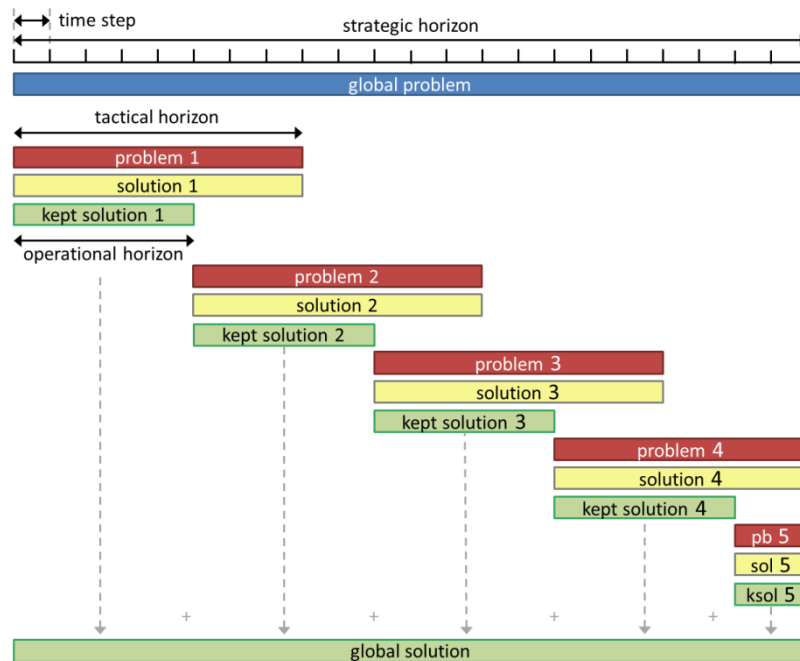 time step
strategic horizon
global problem
tactical horizon
problem 1
solution 1
kept solution 1
operational horizon
problem 2
solution 2
kept solution 2
problem 3
solution 3
kept solution 3
problem 4
solution 4
kept solution 4
pb 5
sol 5
ksol 5
+ + + +
global solution